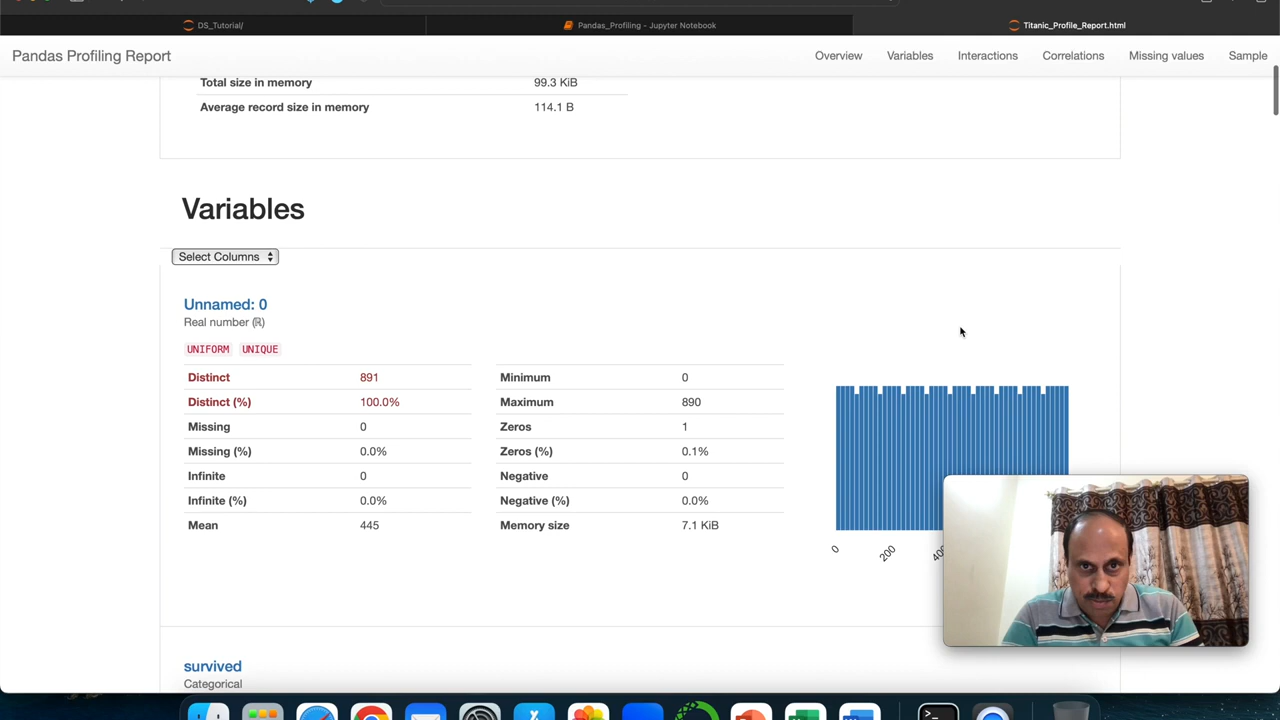 DS_Tutorial/
Pandas_Profiling - Jupyter Notebook
Titanic_Profile_Report.html
Pandas Profiling Report
Overview
Variables
Interactions
Correlations
Missing values
Sample
Total size in memory 99.3 KiB
Average record size in memory 114.1 B
Variables
Select Columns
Unnamed: 0
Real number (ℝ)
UNIFORM UNIQUE
Distinct 891
Distinct (%) 100.0%
Missing 0
Missing (%) 0.0%
Infinite 0
Infinite (%) 0.0%
Mean 445
Minimum 0
Maximum 890
Zeros 1
Zeros (%) 0.1%
Negative 0
Negative (%) 0.0%
Memory size 7.1 KiB
0
200
survived
Categorical